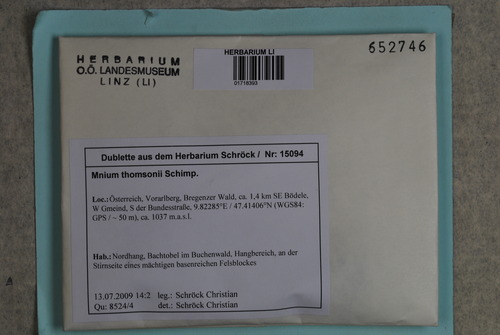 HERBARIUM
O.Ö. LANDESMUSEUM
LINZ (LI)
HERBARIUM LI
01718393
652746
Dublette aus dem Herbarium Schröck / Nr: 15094
Mnium thomsonii Schimp.
Loc.:Österreich, Vorarlberg, Bregenzer Wald, ca. 1,4 km SE Bödele,
W Gmeind, S der Bundesstraße, 9.82285°E / 47.41406°N (WGS84:
GPS / ~ 50 m), ca. 1037 m.a.s.l.
Hab.: Nordhang, Bachtobel im Buchenwald, Hangbereich, an der
Stirnseite eines mächtigen basenreichen Felsblockes
13.07.2009 14:2 leg.: Schröck Christian
Qu: 8524/4 det.: Schröck Christian